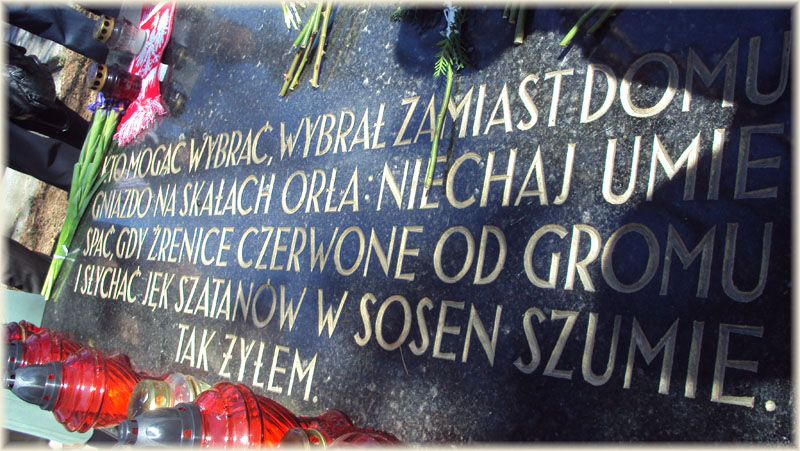 KTO MOGĄC WYBRAĆ, WYBRAŁ ZAMIAST DOMU
GNIAZDO NA SKAŁACH ORŁA: NIECHAJ UMIE
SPAĆ, GDY ŹRENICE CZERWONE OD GROMU
I SŁYCHAĆ JĘK SZATANÓW W SOSEN SZUMIE.
TAK ŻYŁEM.